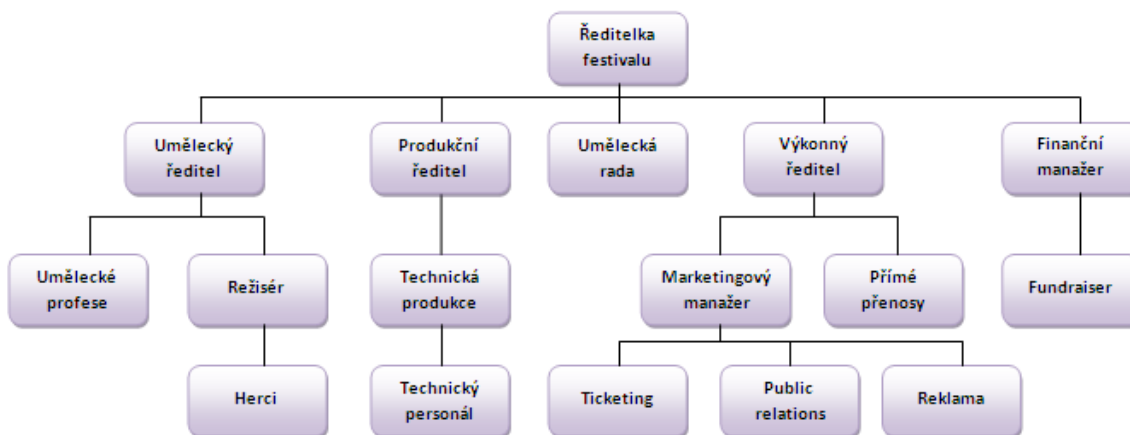 Ředitelka
festivalu
Umělecký
ředitel
Produkční
ředitel
Umělecká
rada
Výkonný
ředitel
Finanční
manažer
Umělecké
profese
Režisér
Technická
produkce
Marketingový
manažer
Přímé
přenosy
Fundraiser
Herci
Technický
personál
Ticketing
Public
relations
Reklama